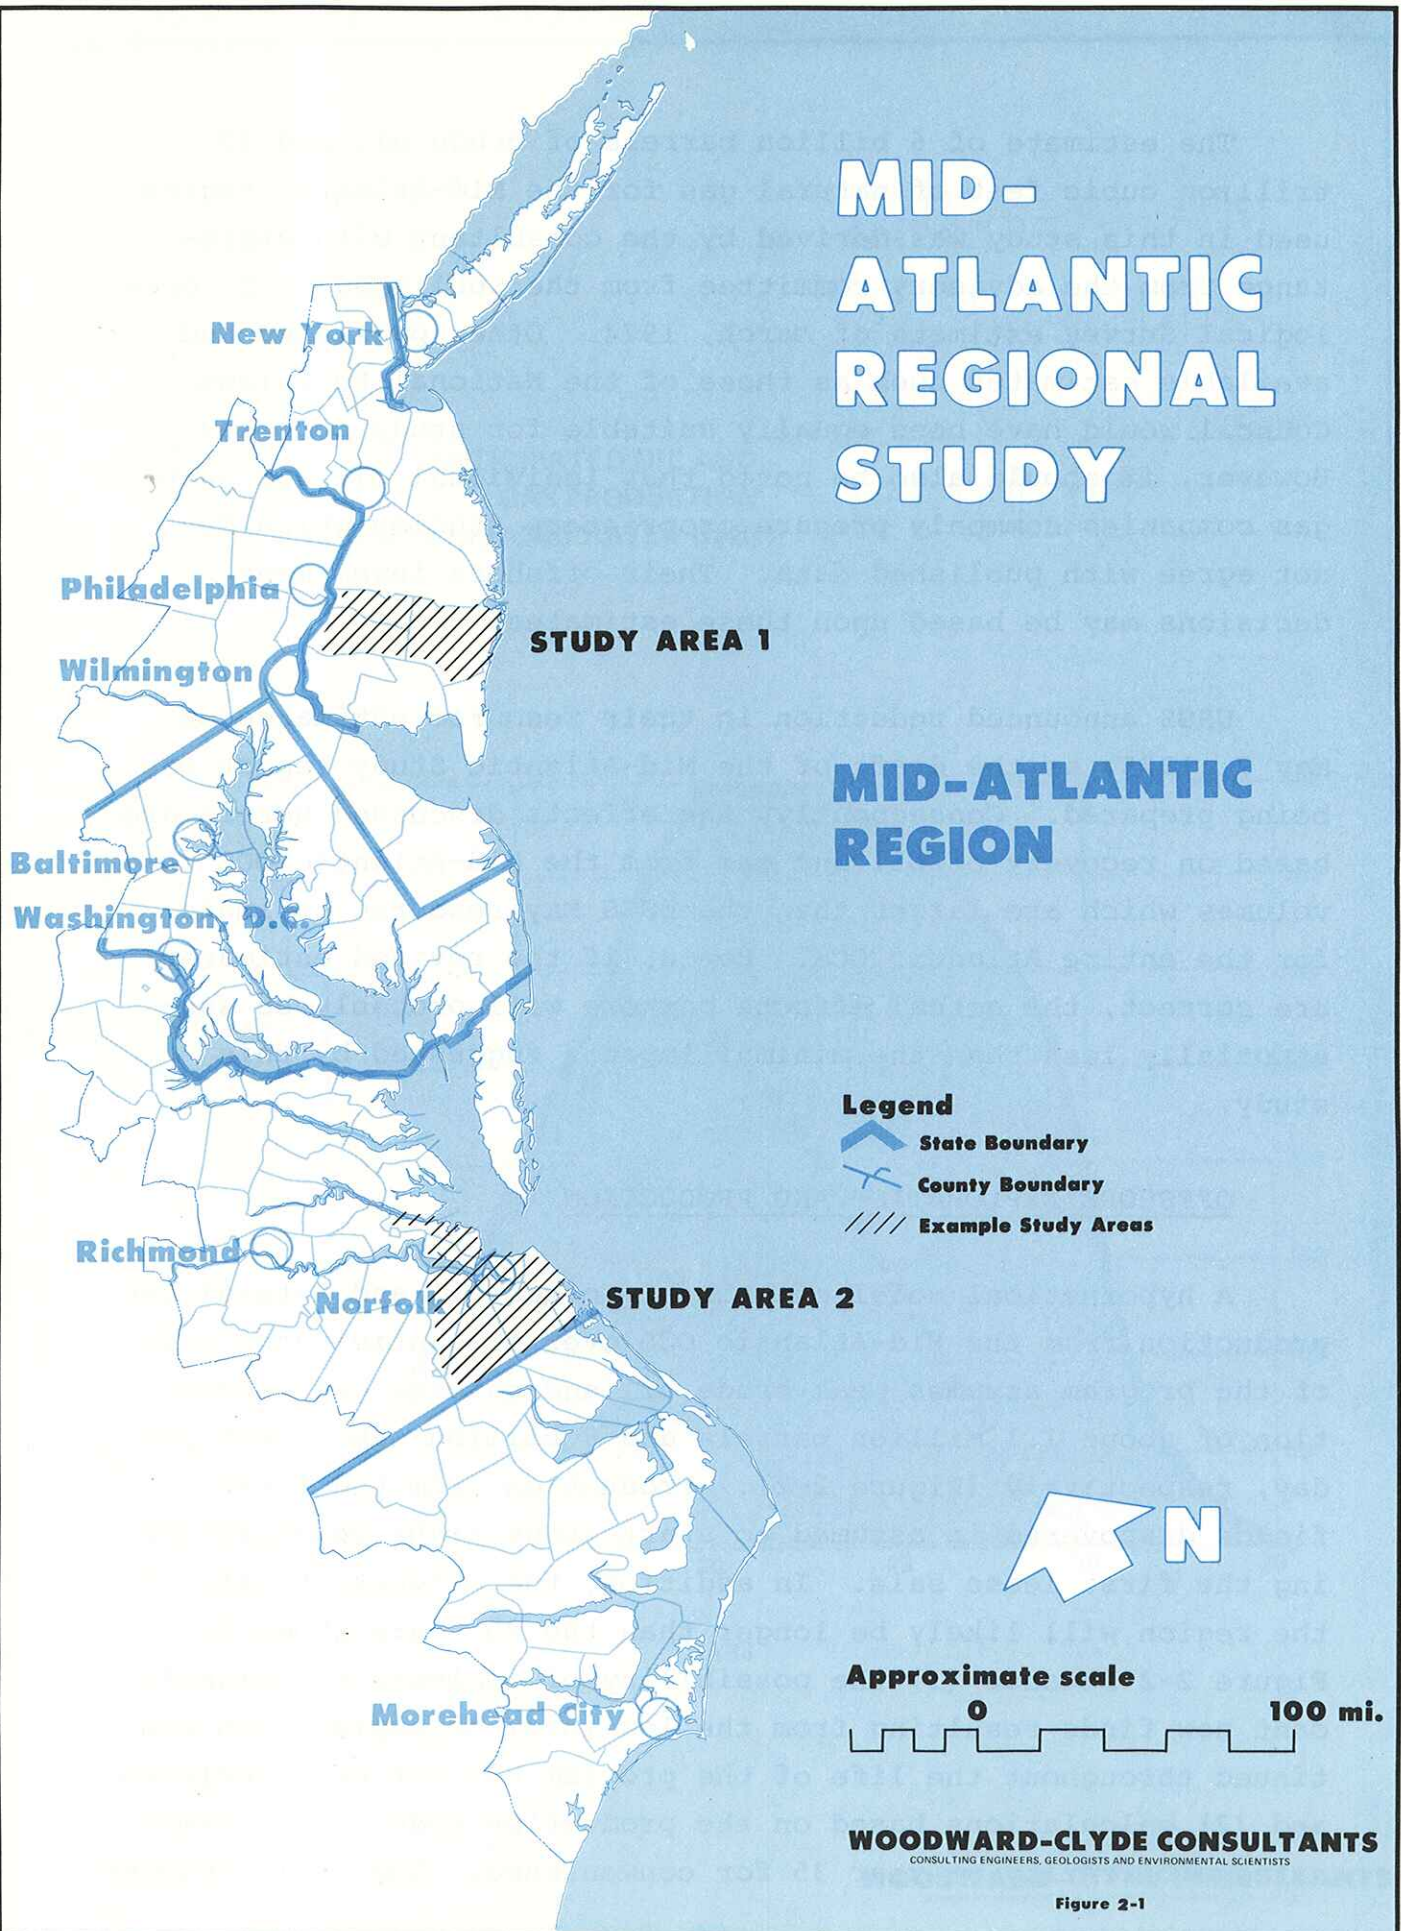 MID-
ATLANTIC
REGIONAL
STUDY
New York
Trenton
Philadelphia
STUDY AREA 1
Wilmington
MID-ATLANTIC
REGION
Baltimore
Washington, D.C.
Legend
State Boundary
County Boundary
Example Study Areas
Richmond
Norfolk
STUDY AREA 2
N
Approximate scale
0 100 mi.
Morehead City
WOODWARD-CLYDE CONSULTANTS
CONSULTING ENGINEERS, GEOLOGISTS AND ENVIRONMENTAL SCIENTISTS
Figure 2-1